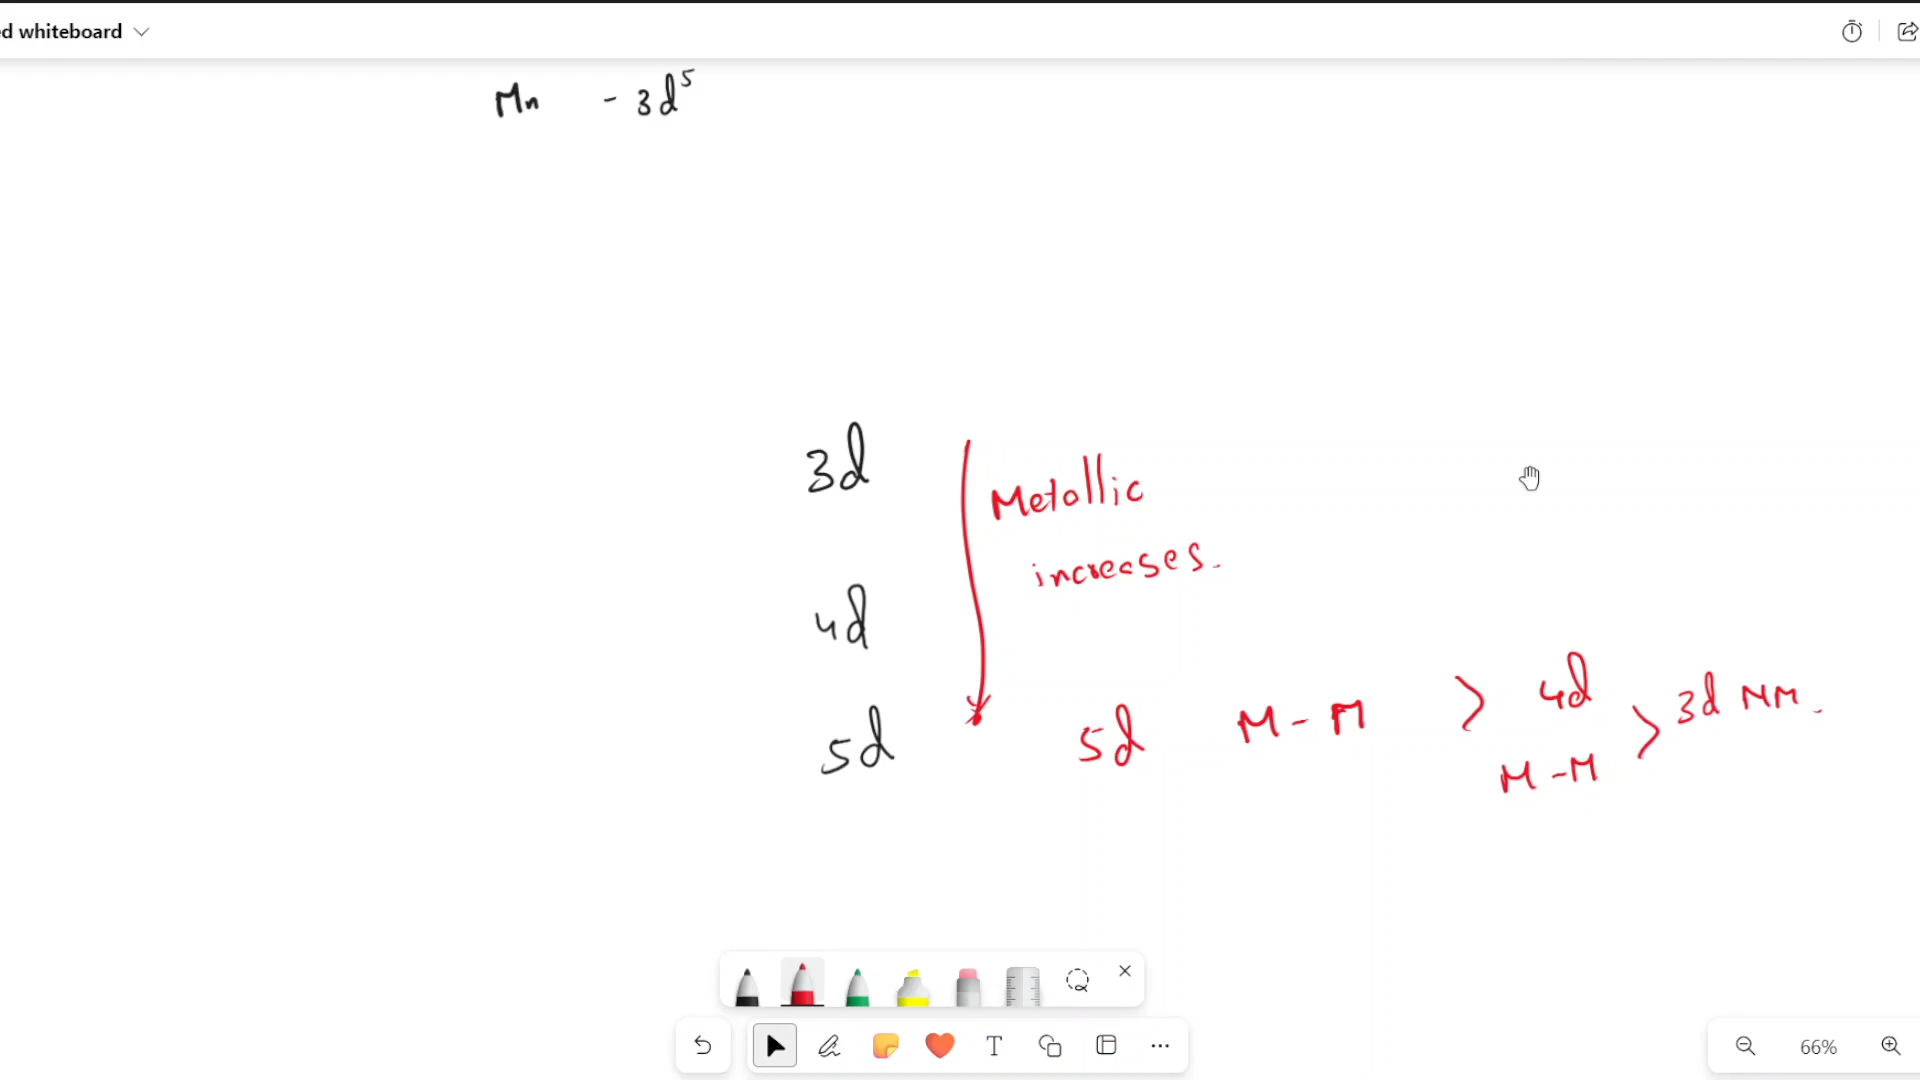 d whiteboard
Mn - 3d⁵
3d
Metallic
increases.
4d
5d
5d M-M > 4d M-M > 3d MM.
66%